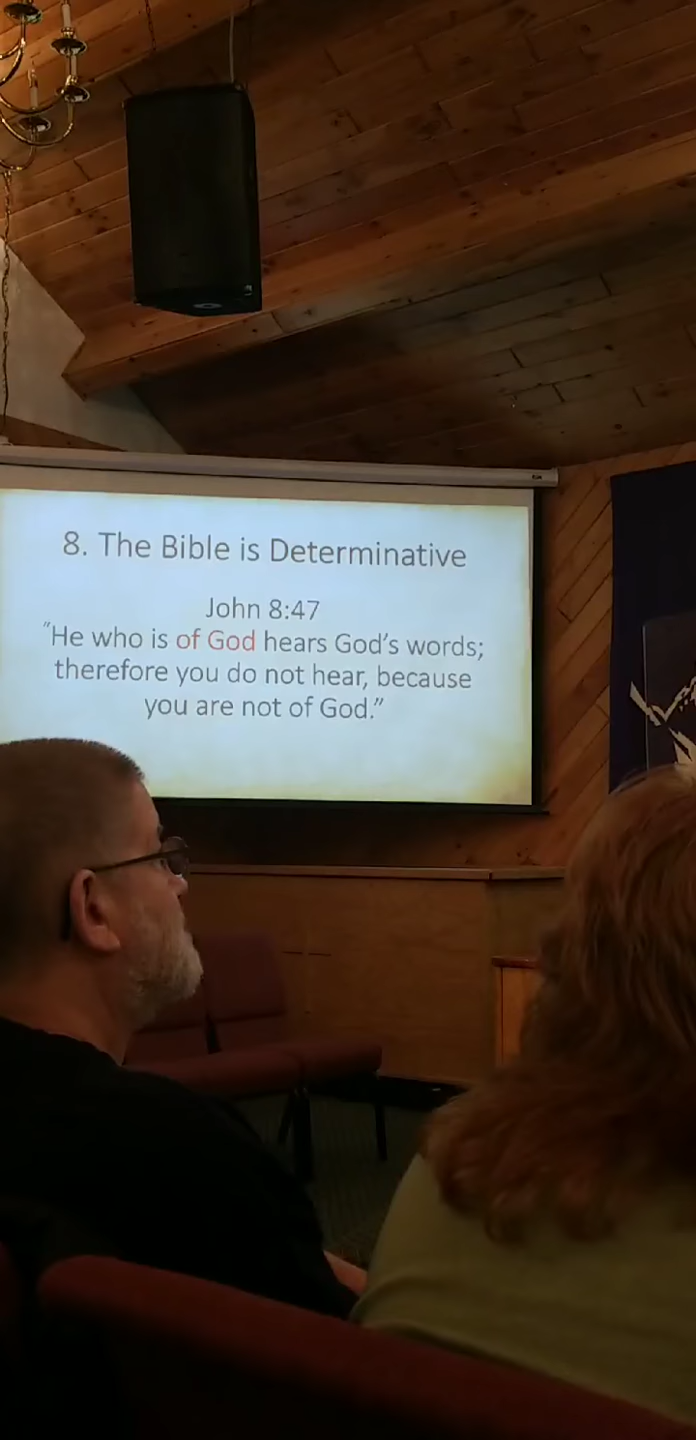 8. The Bible is Determinative
John 8:47
"He who is of God hears God's words;
therefore you do not hear, because
you are not of God."